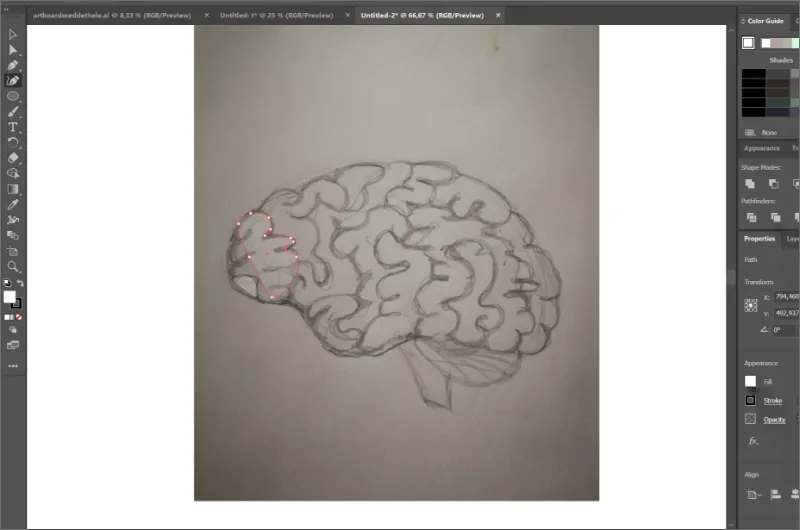 artboardmeddethele.ai @ 8,33 % (RGB/Preview)
Untitled-1* @ 25 % (RGB/Preview)
Untitled-2* @ 66,67 % (RGB/Preview)
Color Guide
Shades
None
Appearance
Tr
Shape Modes:
Pathfinders:
Properties
Laye
Path
Transform
X:
794,460
Y:
492,937
0°
Appearance
Fill
Stroke
Opacity
fx.
Align